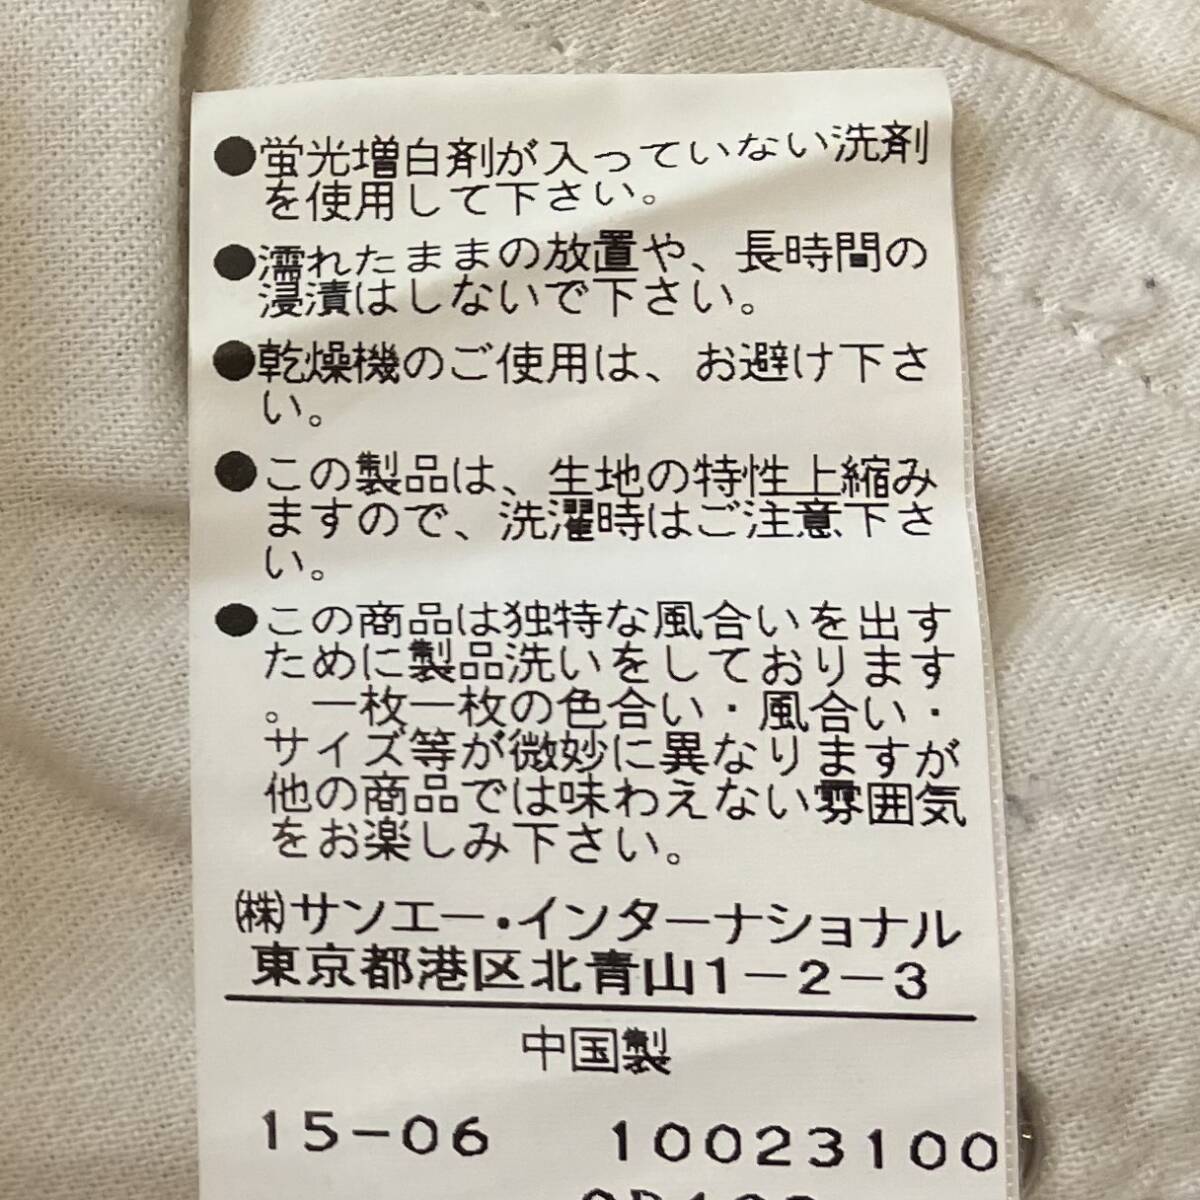 ●蛍光増白剤が入っていない洗剤
を使用して下さい。
●濡れたままの放置や、長時間の
浸漬はしないで下さい。
●乾燥機のご使用は、お避け下さ
い。
●この製品は、生地の特性上縮み
ますので、洗濯時はご注意下さ
い。
●この商品は独特な風合いを出す
ために製品洗いをしております
。一枚一枚の色合い・風合い・
サイズ等が微妙に異なりますが
他の商品では味わえない雰囲気
をお楽しみ下さい。
㈱サンエー・インターナショナル
東京都港区北青山1-2-3
中国製
15-06 10023100